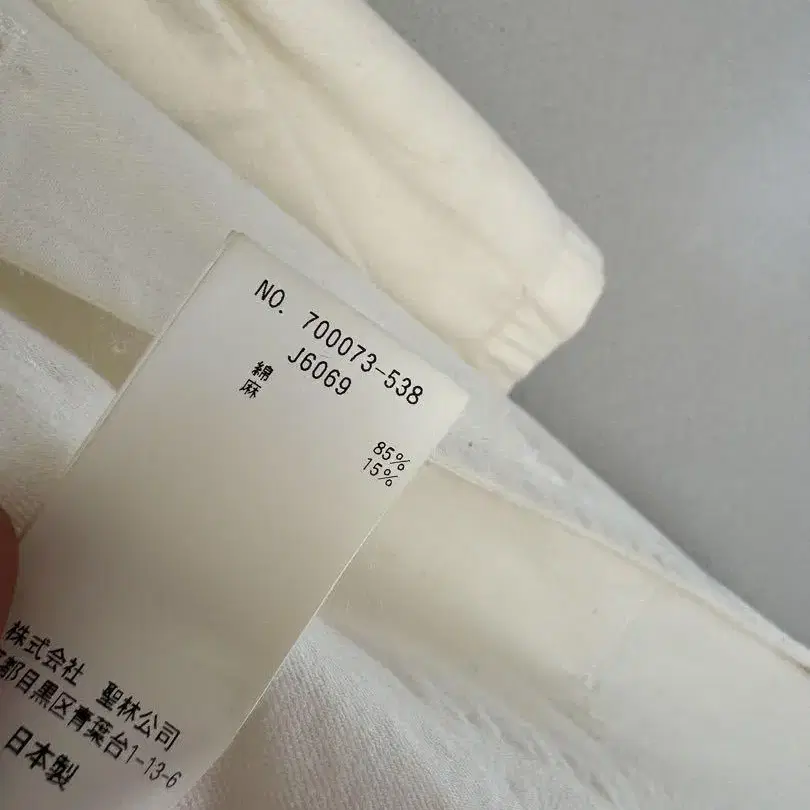 NO. 700073-538
J6069
綿 85%
麻 15%
株式会社 聖林公司
都目黒区青葉台1-13-6
日本製